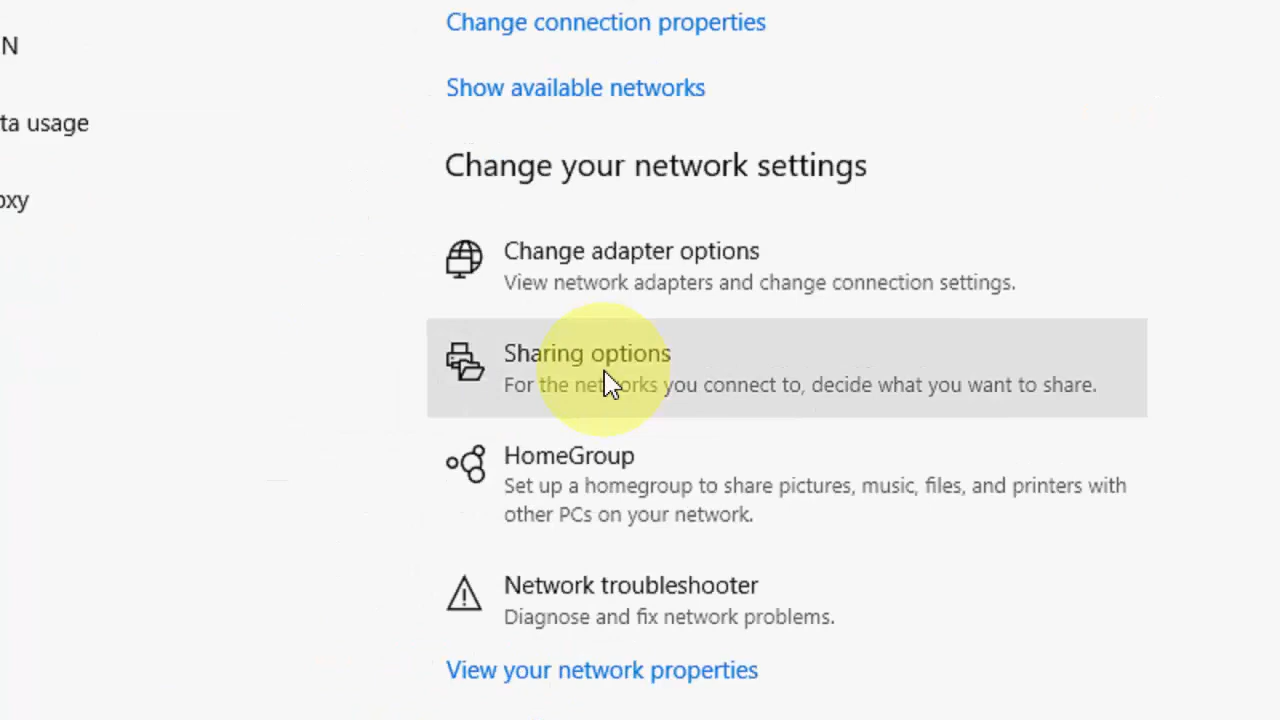 Change connection properties
N
Show available networks
ta usage
Change your network settings
oxy
Change adapter options
View network adapters and change connection settings.
Sharing options
For the networks you connect to, decide what you want to share.
HomeGroup
Set up a homegroup to share pictures, music, files, and printers with
other PCs on your network.
Network troubleshooter
Diagnose and fix network problems.
View your network properties